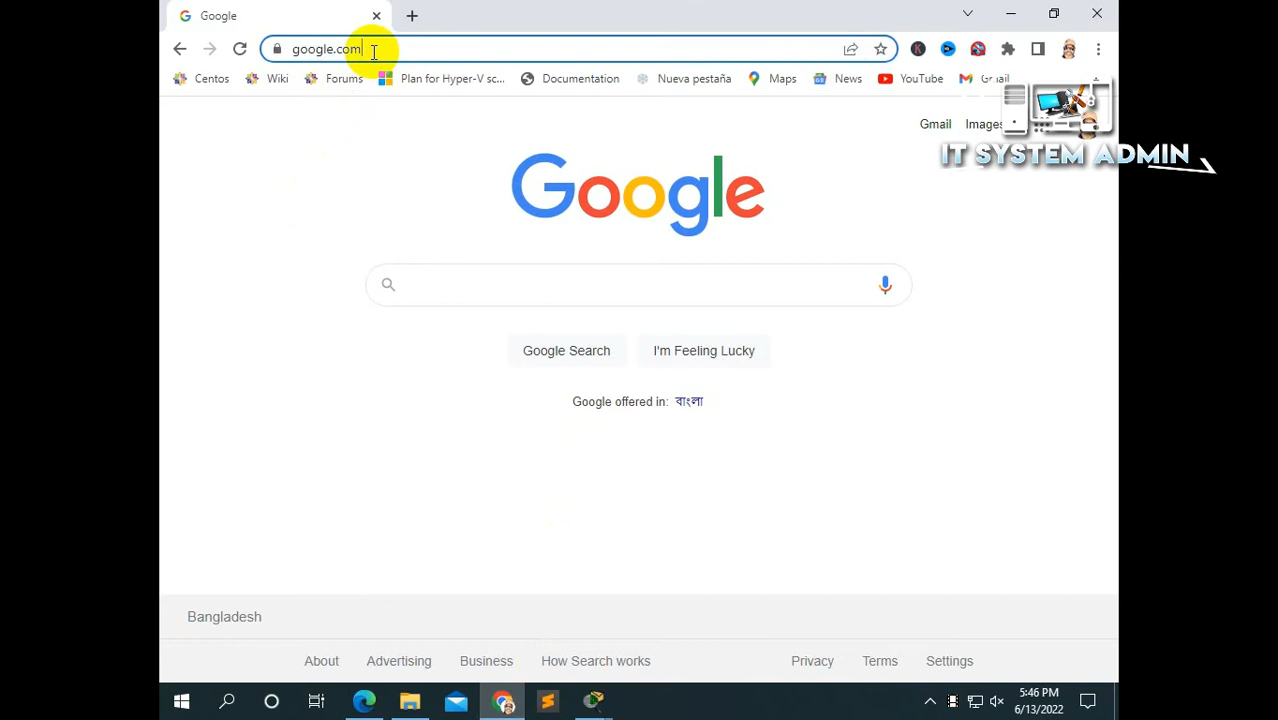 Google
google.com
Centos Wiki Forums Plan for Hyper-V sc... Documentation Nueva pestaña Maps News YouTube Gmail
Gmail Images
IT SYSTEM ADMIN
Google
Google Search I'm Feeling Lucky
Google offered in: বাংলা
Bangladesh
About Advertising Business How Search works Privacy Terms Settings
5:46 PM
6/13/2022